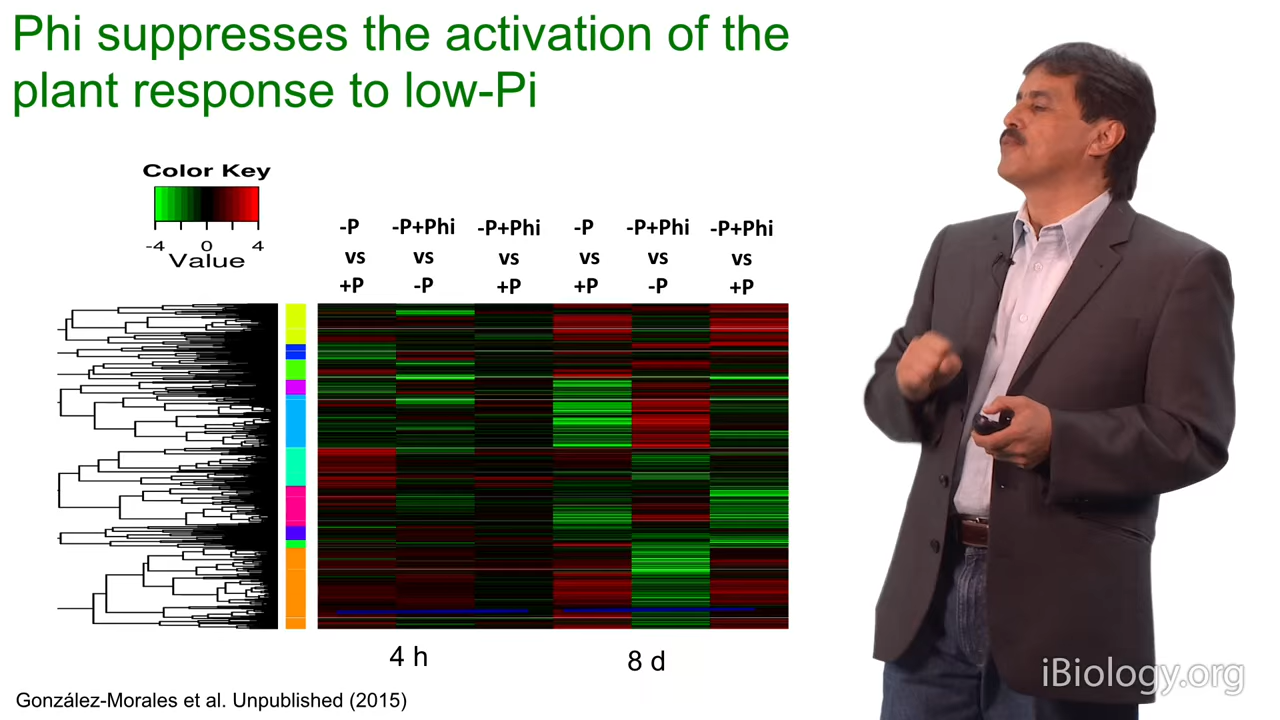 Phi suppresses the activation of the
plant response to low-Pi
Color Key
-4 0 4
Value
-P -P+Phi -P+Phi -P -P+Phi -P+Phi
vs vs vs vs vs vs
+P -P +P +P -P +P
4 h 8 d
González-Morales et al. Unpublished (2015)
iBiology.org